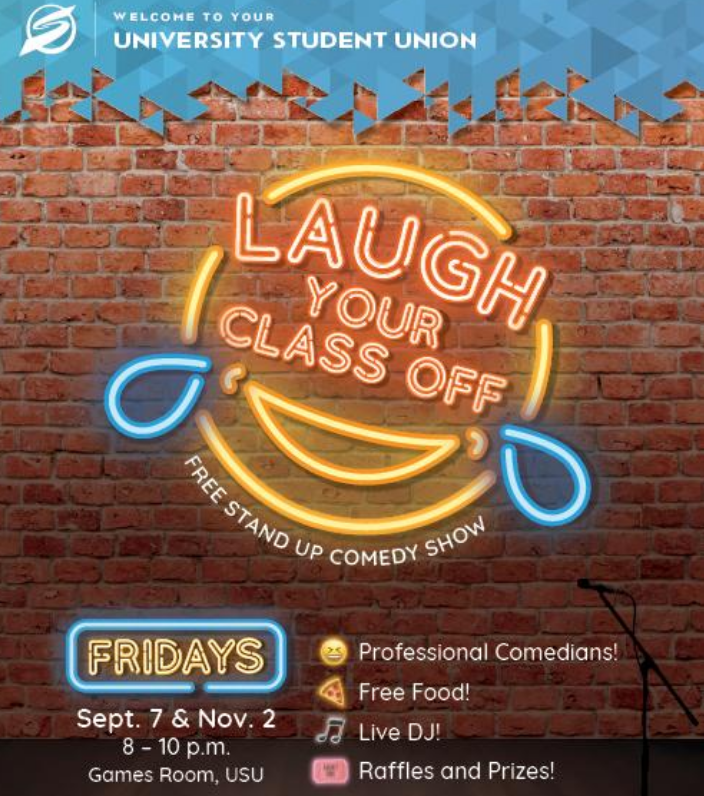 WELCOME TO YOUR
UNIVERSITY STUDENT UNION
LAUGH
YOUR
CLASS OFF
FREE STAND UP COMEDY SHOW
FRIDAYS
Sept. 7 & Nov. 2
8 – 10 p.m.
Games Room, USU
Professional Comedians!
Free Food!
Live DJ!
Raffles and Prizes!